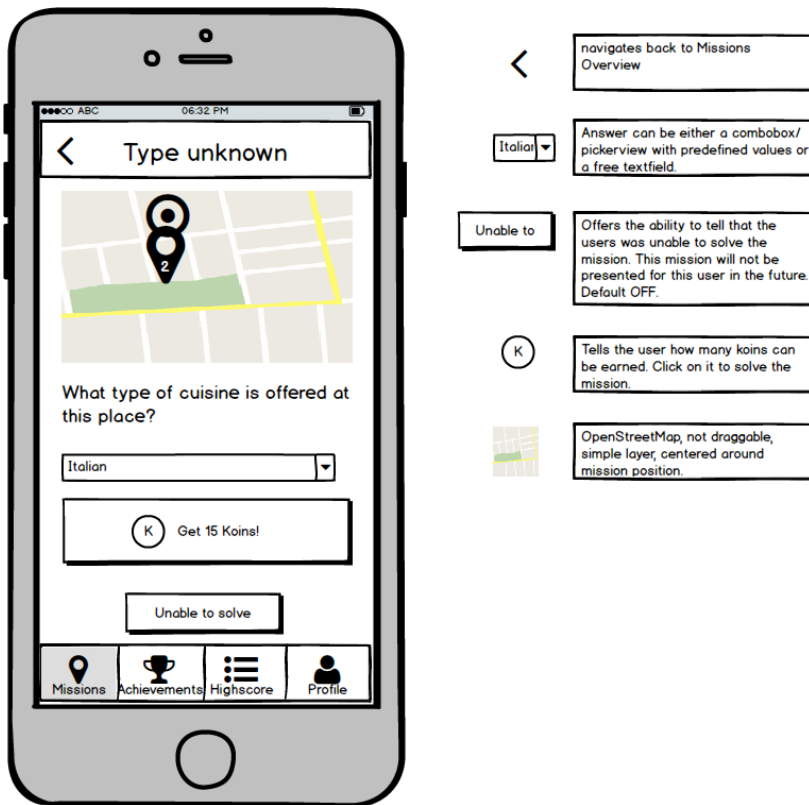 ABC 06:32 PM
Type unknown
2
What type of cuisine is offered at
this place?
Italian
K Get 15 Koins!
Unable to solve
Missions Achievements Highscore Profile
navigates back to Missions
Overview
Italian
Answer can be either a combobox/
pickerview with predefined values or
a free textfield.
Unable to
Offers the ability to tell that the
users was unable to solve the
mission. This mission will not be
presented for this user in the future.
Default OFF.
K
Tells the user how many koins can
be earned. Click on it to solve the
mission.
OpenStreetMap, not draggable,
simple layer, centered around
mission position.